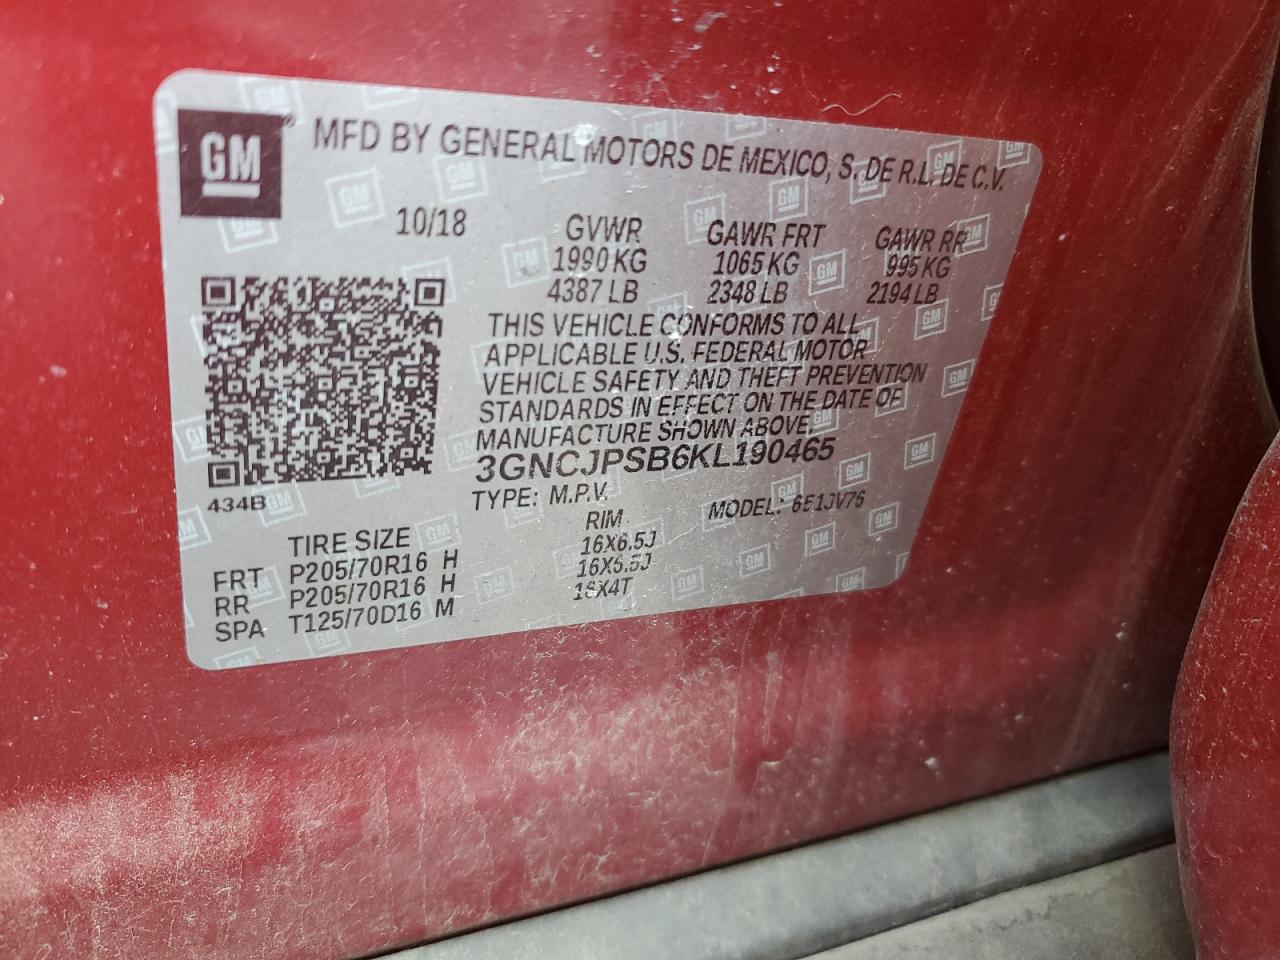 GM® MFD BY GENERAL MOTORS DE MEXICO, S. DE R.L. DE C.V.
10/18 GVWR GAWR FRT GAWR RR
1990 KG 1065 KG 995 KG
4387 LB 2348 LB 2194 LB
THIS VEHICLE CONFORMS TO ALL
APPLICABLE U.S. FEDERAL MOTOR
VEHICLE SAFETY AND THEFT PREVENTION
STANDARDS IN EFFECT ON THE DATE OF
MANUFACTURE SHOWN ABOVE.
3GNCJPSB6KL190465
434B TYPE: M.P.V. MODEL: 651JV76
TIRE SIZE RIM
FRT P205/70R16 H 16X6.5J
RR P205/70R16 H 16X6.5J
SPA T125/70D16 M 16X4T